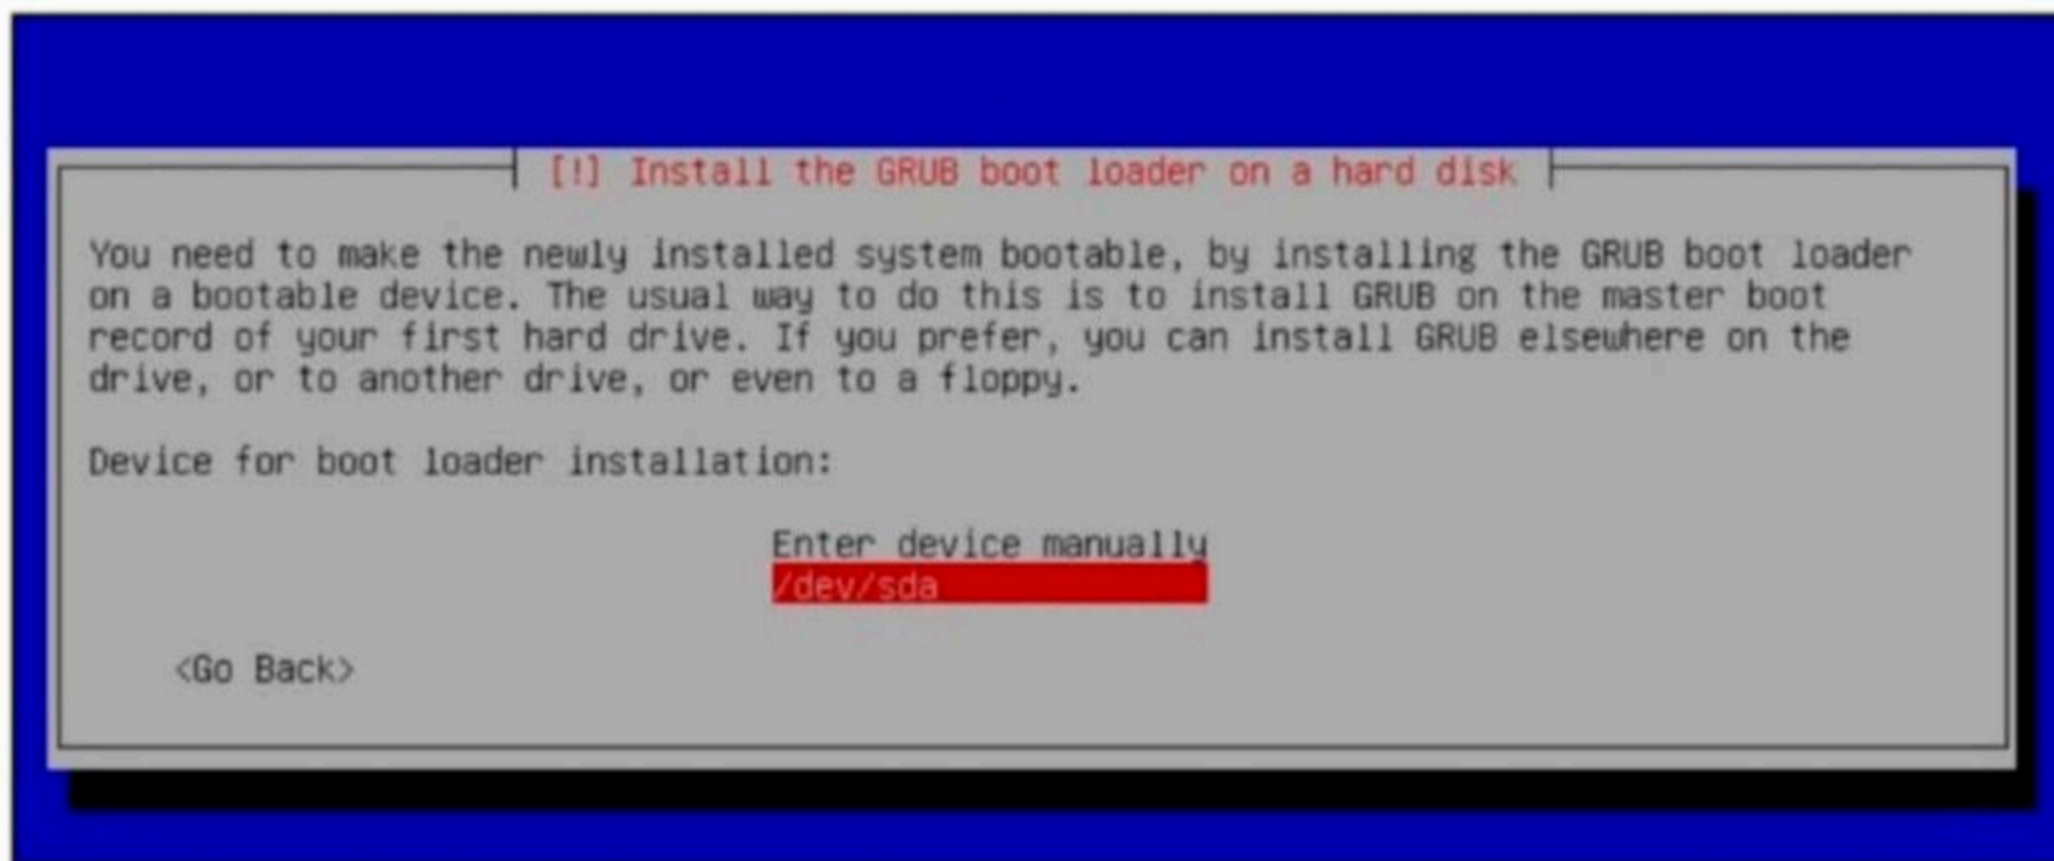 [!] Install the GRUB boot loader on a hard disk
You need to make the newly installed system bootable, by installing the GRUB boot loader
on a bootable device. The usual way to do this is to install GRUB on the master boot
record of your first hard drive. If you prefer, you can install GRUB elsewhere on the
drive, or to another drive, or even to a floppy.
Device for boot loader installation:
Enter device manually
/dev/sda
<Go Back>